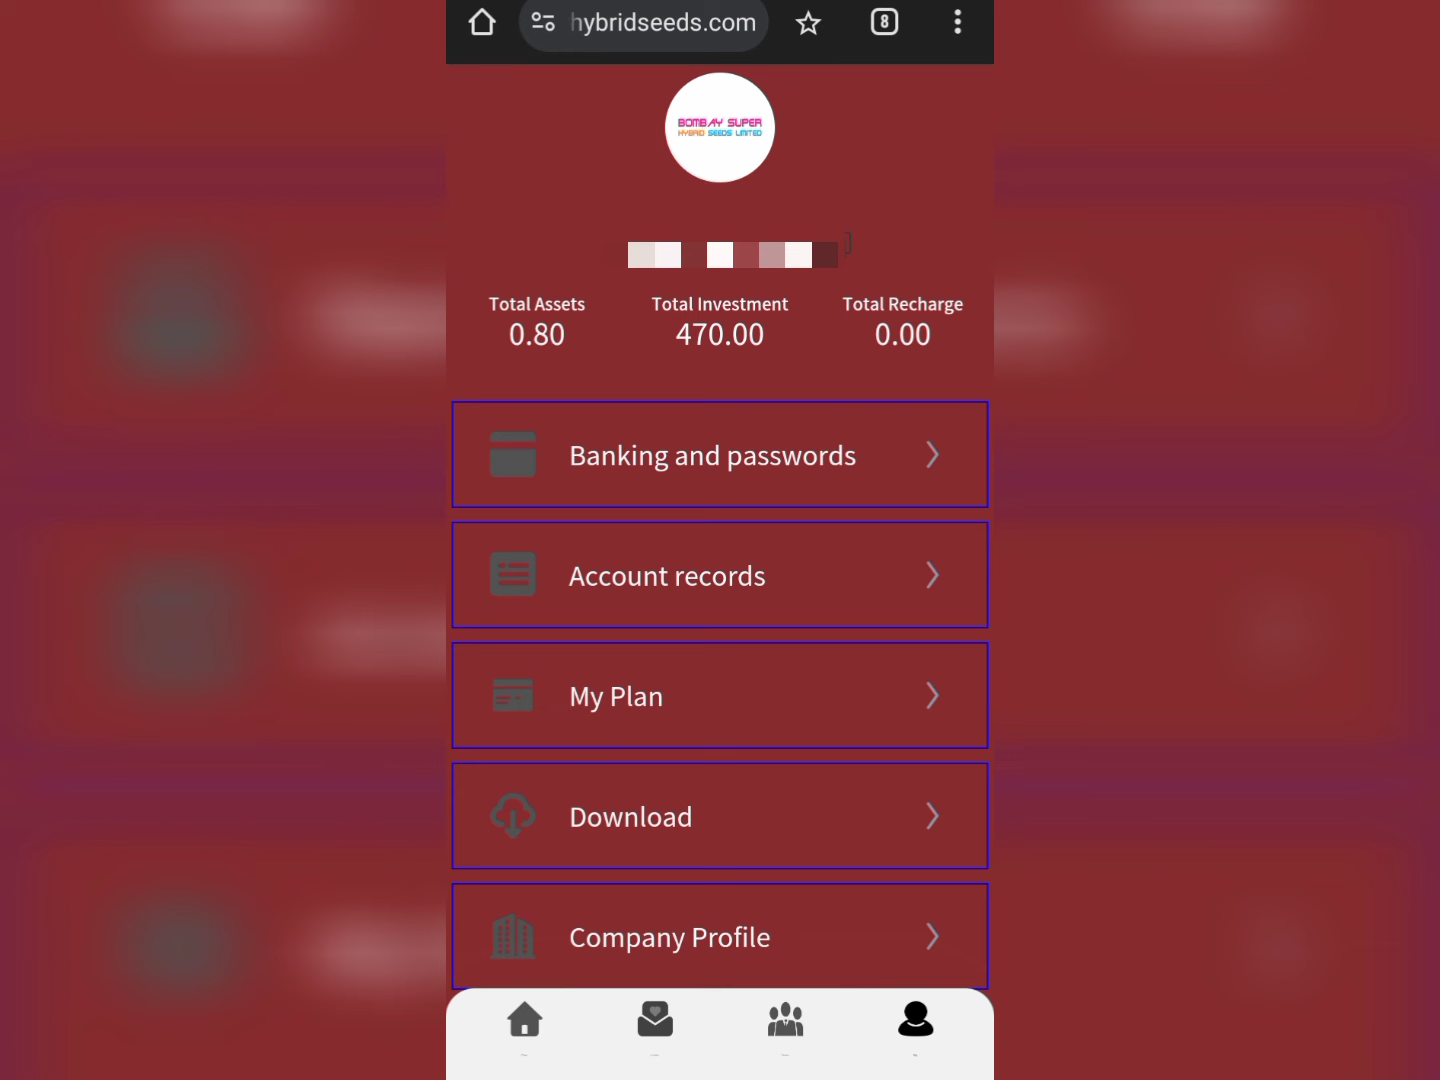 hybridseeds.com
8
BOMBAY SUPER
HYBRID SEEDS LIMITED
Total Assets
0.80
Total Investment
470.00
Total Recharge
0.00
Banking and passwords
Account records
My Plan
Download
Company Profile